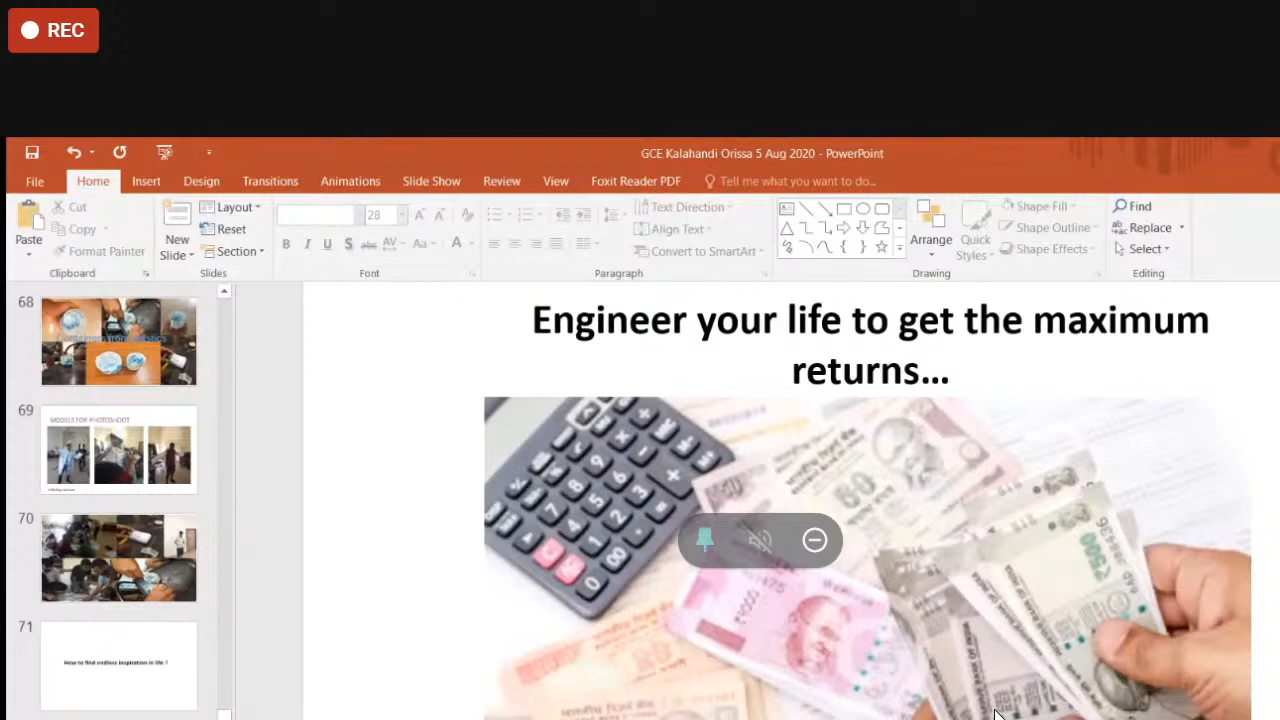 REC
GCE Kalahandi Orissa 5 Aug 2020 - PowerPoint
File Home Insert Design Transitions Animations Slide Show Review View Foxit Reader PDF Tell me what you want to do...
Cut
Copy
Format Painter
Paste
Clipboard
New Slide
Layout
Reset
Section
Slides
28
B I U S abc AV Aa A
Font
Text Direction
Align Text
Convert to SmartArt
Paragraph
Arrange
Quick Styles
Shape Fill
Shape Outline
Shape Effects
Drawing
Find
Replace
Select
Editing
68
69
MODELS FOR PHOTOSHOOT
70
71
How to find endless inspiration in life ?
Engineer your life to get the maximum
returns...